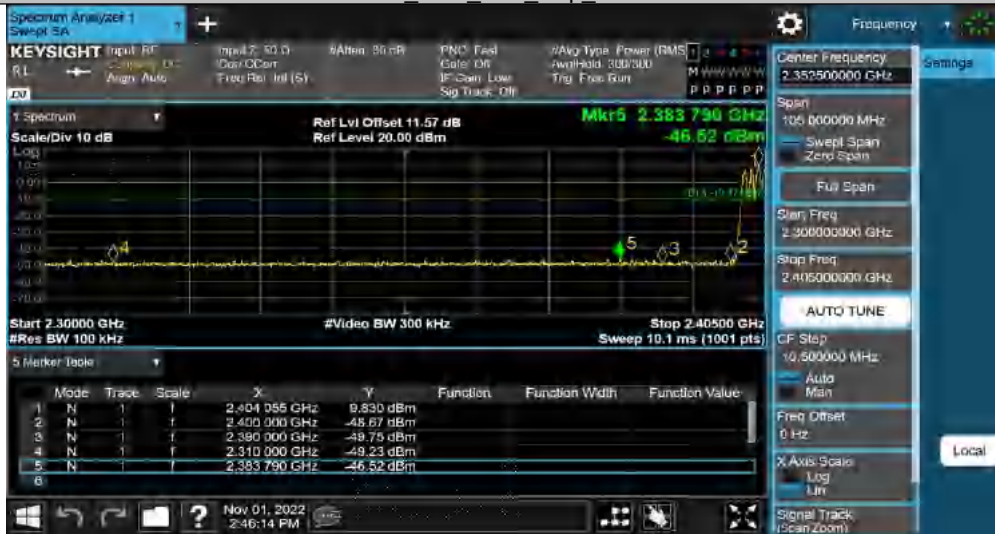 Spectrum Analyzer 1
Swept SA
+
Frequency
KEYSIGHT Input: RF
RL
Align: Auto
Input Z: 50 Ω
Corr CCorr
Freq Ref: Int (S)
#Atten: 30 dB
PNO: Fast
Gate: Off
IF Gain: Low
Sig Track: Off
#Avg Type: Power (RMS)
Avg|Hold: 300/300
Trig: Free Run
M W W W W W
P P P P P P
Center Frequency
2.352500000 GHz
Settings
Span
105.000000 MHz
Swept Span
Zero Span
Full Span
Start Freq
2.300000000 GHz
Stop Freq
2.405000000 GHz
AUTO TUNE
CF Step
10.500000 MHz
Auto
Man
Freq Offset
0 Hz
X Axis Scale
Log
Lin
Signal Track
(Span Zoom)
Local
1 Spectrum
Scale/Div 10 dB
Log
Ref Lvl Offset 11.57 dB
Ref Level 20.00 dBm
Mkr5 2.383 790 GHz
-46.52 dBm
4
5
3
2
Start 2.30000 GHz
#Res BW 100 kHz
#Video BW 300 kHz
Stop 2.40500 GHz
Sweep 10.1 ms (1001 pts)
5 Marker Table
Mode Trace Scale X Y Function Function Width Function Value
1 N 1 f 2.404 055 GHz 9.830 dBm
2 N 1 f 2.400 000 GHz -48.67 dBm
3 N 1 f 2.390 000 GHz -49.75 dBm
4 N 1 f 2.310 000 GHz -49.23 dBm
5 N 1 f 2.383 790 GHz -46.52 dBm
6
?
Nov 01, 2022
2:46:14 PM